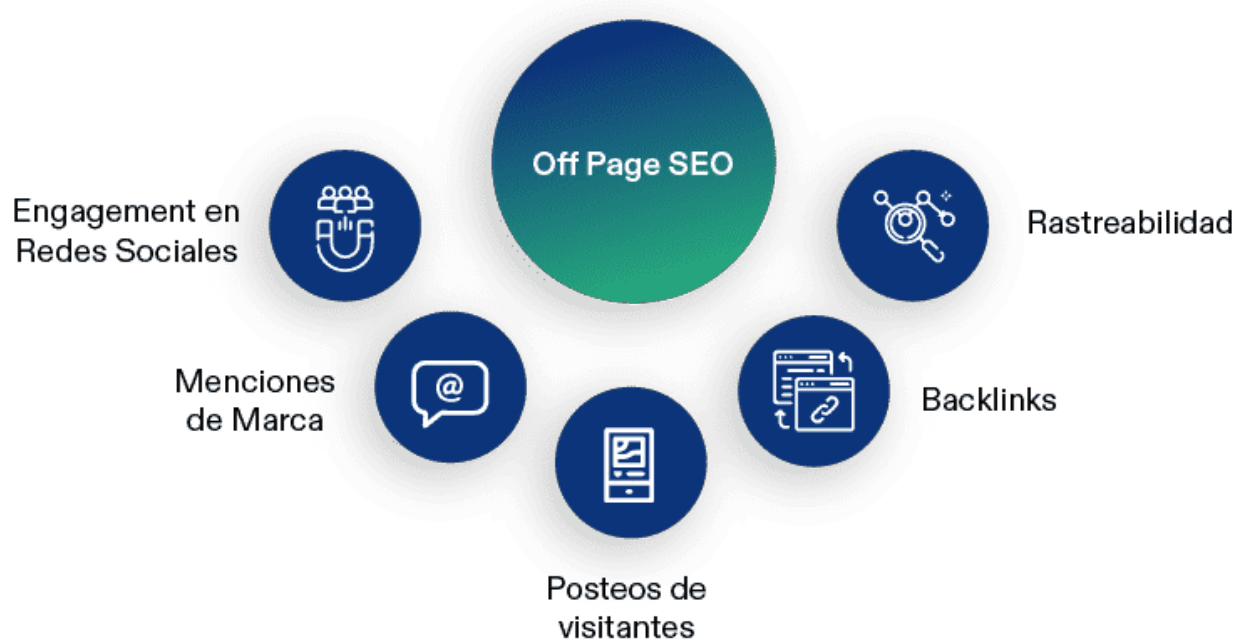 Off Page SEO
Engagement en
Redes Sociales
Rastreabilidad
Menciones
de Marca
@
Backlinks
Posteos de
visitantes